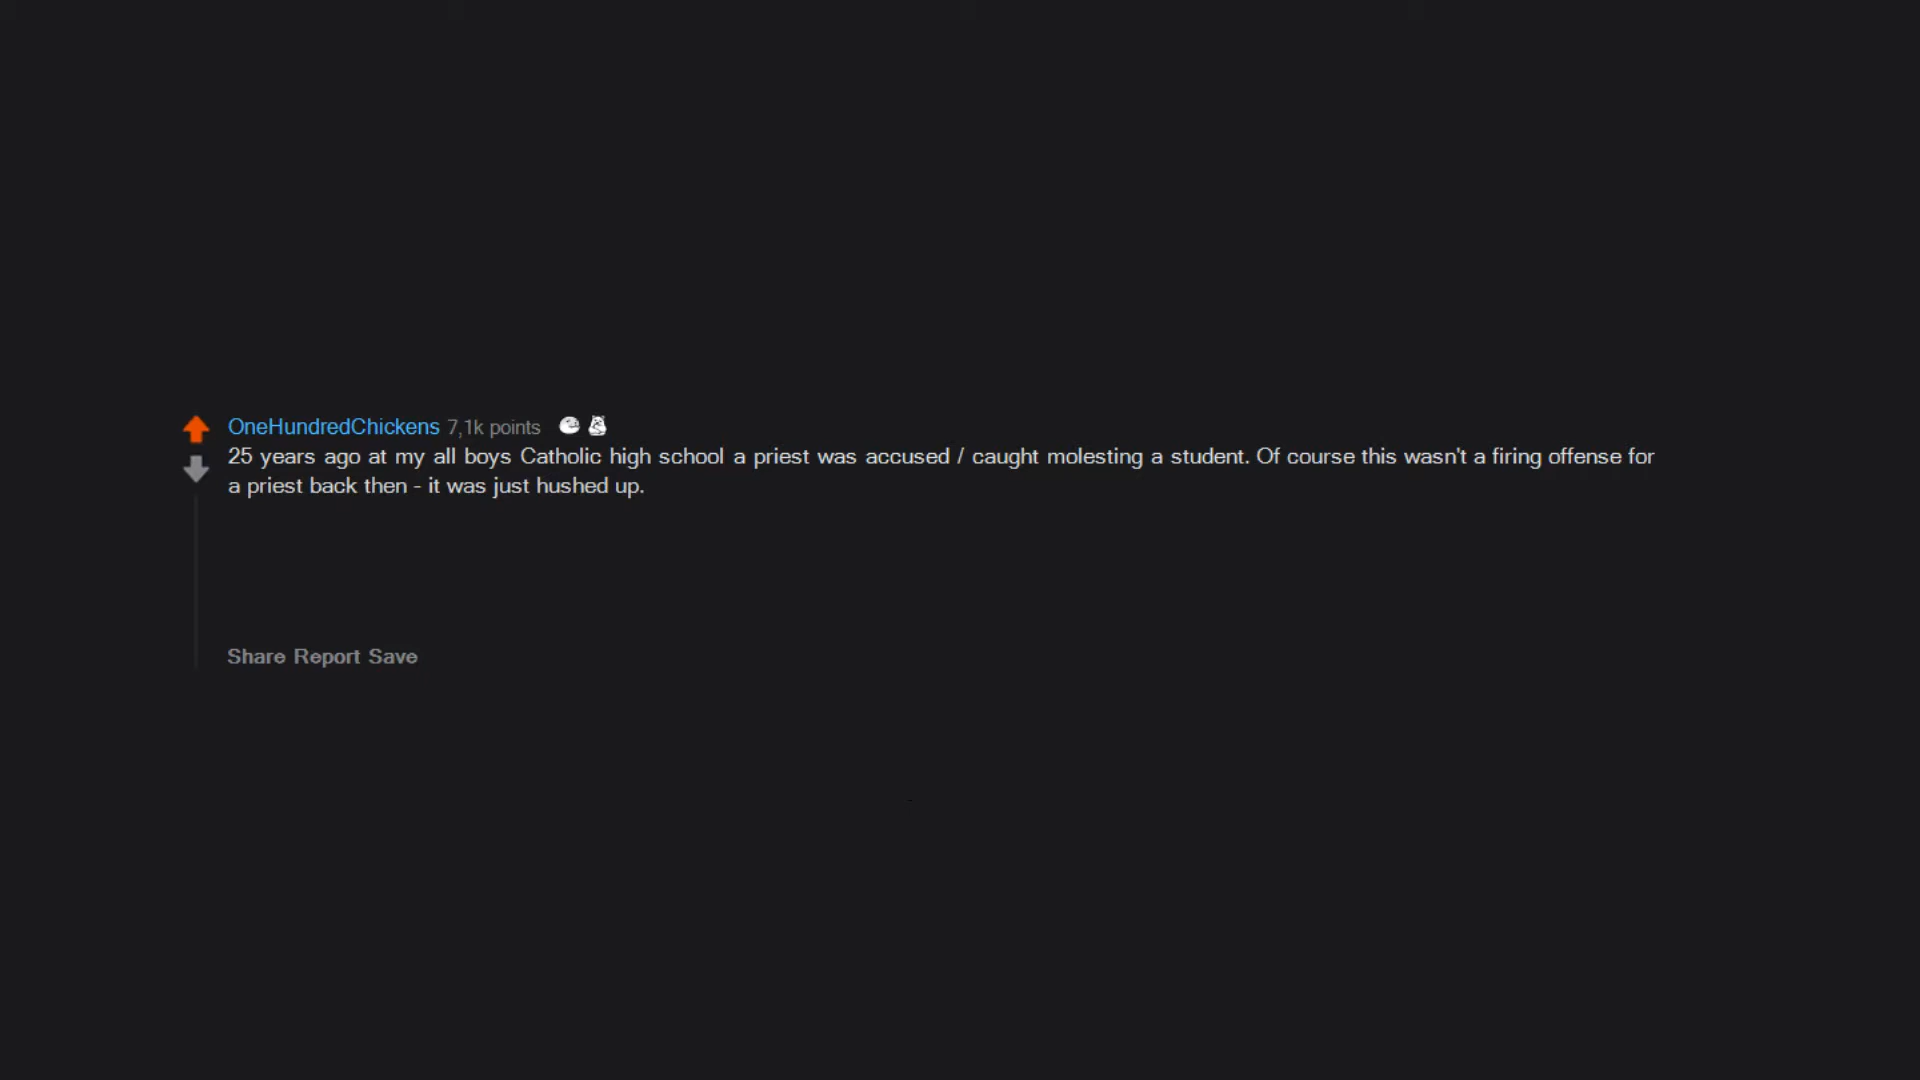 OneHundredChickens 7,1k points
25 years ago at my all boys Catholic high school a priest was accused / caught molesting a student. Of course this wasn't a firing offense for
a priest back then - it was just hushed up.
Share Report Save